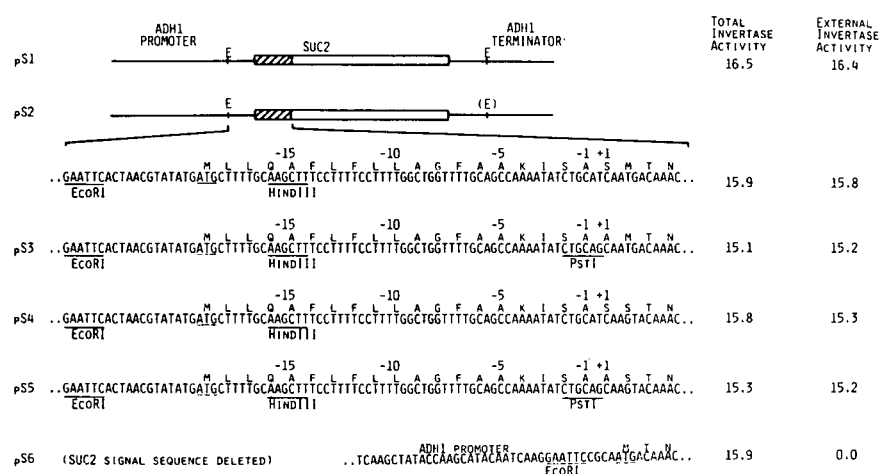 ADH1 PROMOTER ADH1 TERMINATOR TOTAL INVERTASE ACTIVITY EXTERNAL INVERTASE ACTIVITY
pS1 E SUC2 E 16.5 16.4
pS2 E (E)
-15 -10 -5 -1 +1
M L L Q A F L F L L A G F A A K I S A S M T N
..GAATTCACTAACGTATATGATGCTTTTGCAAGCTTTCCTTTTCCTTTTGGCTGGTTTTGCAGCCAAAATATCTGCATCAATGACAAAC.. 15.9 15.8
EcoRI HINDIII
-15 -10 -5 -1 +1
M L L Q A F L F L L A G F A A K I S A A M T N
pS3 ..GAATTCACTAACGTATATGATGCTTTTGCAAGCTTTCCTTTTCCTTTTGGCTGGTTTTGCAGCCAAAATATCTGCAGCAATGACAAAC.. 15.1 15.2
EcoRI HINDIII PstI
-15 -10 -5 -1 +1
M L L Q A F L F L L A G F A A K I S A S S T N
pS4 ..GAATTCACTAACGTATATGATGCTTTTGCAAGCTTTCCTTTTCCTTTTGGCTGGTTTTGCAGCCAAAATATCTGCATCAAGTACAAAC.. 15.8 15.3
EcoRI HINDIII
-15 -10 -5 -1 +1
M L L Q A F L F L L A G F A A K I S A A S T N
pS5 ..GAATTCACTAACGTATATGATGCTTTTGCAAGCTTTCCTTTTCCTTTTGGCTGGTTTTGCAGCCAAAATATCTGCAGCAAGTACAAAC.. 15.3 15.2
EcoRI HINDIII PstI
ADH1 PROMOTER M T N
pS6 (SUC2 SIGNAL SEQUENCE DELETED) ..TCAAGCTATACCAAGCATACAATCAAGGAATTCCGCAATGACAAAC.. 15.9 0.0
EcoRI